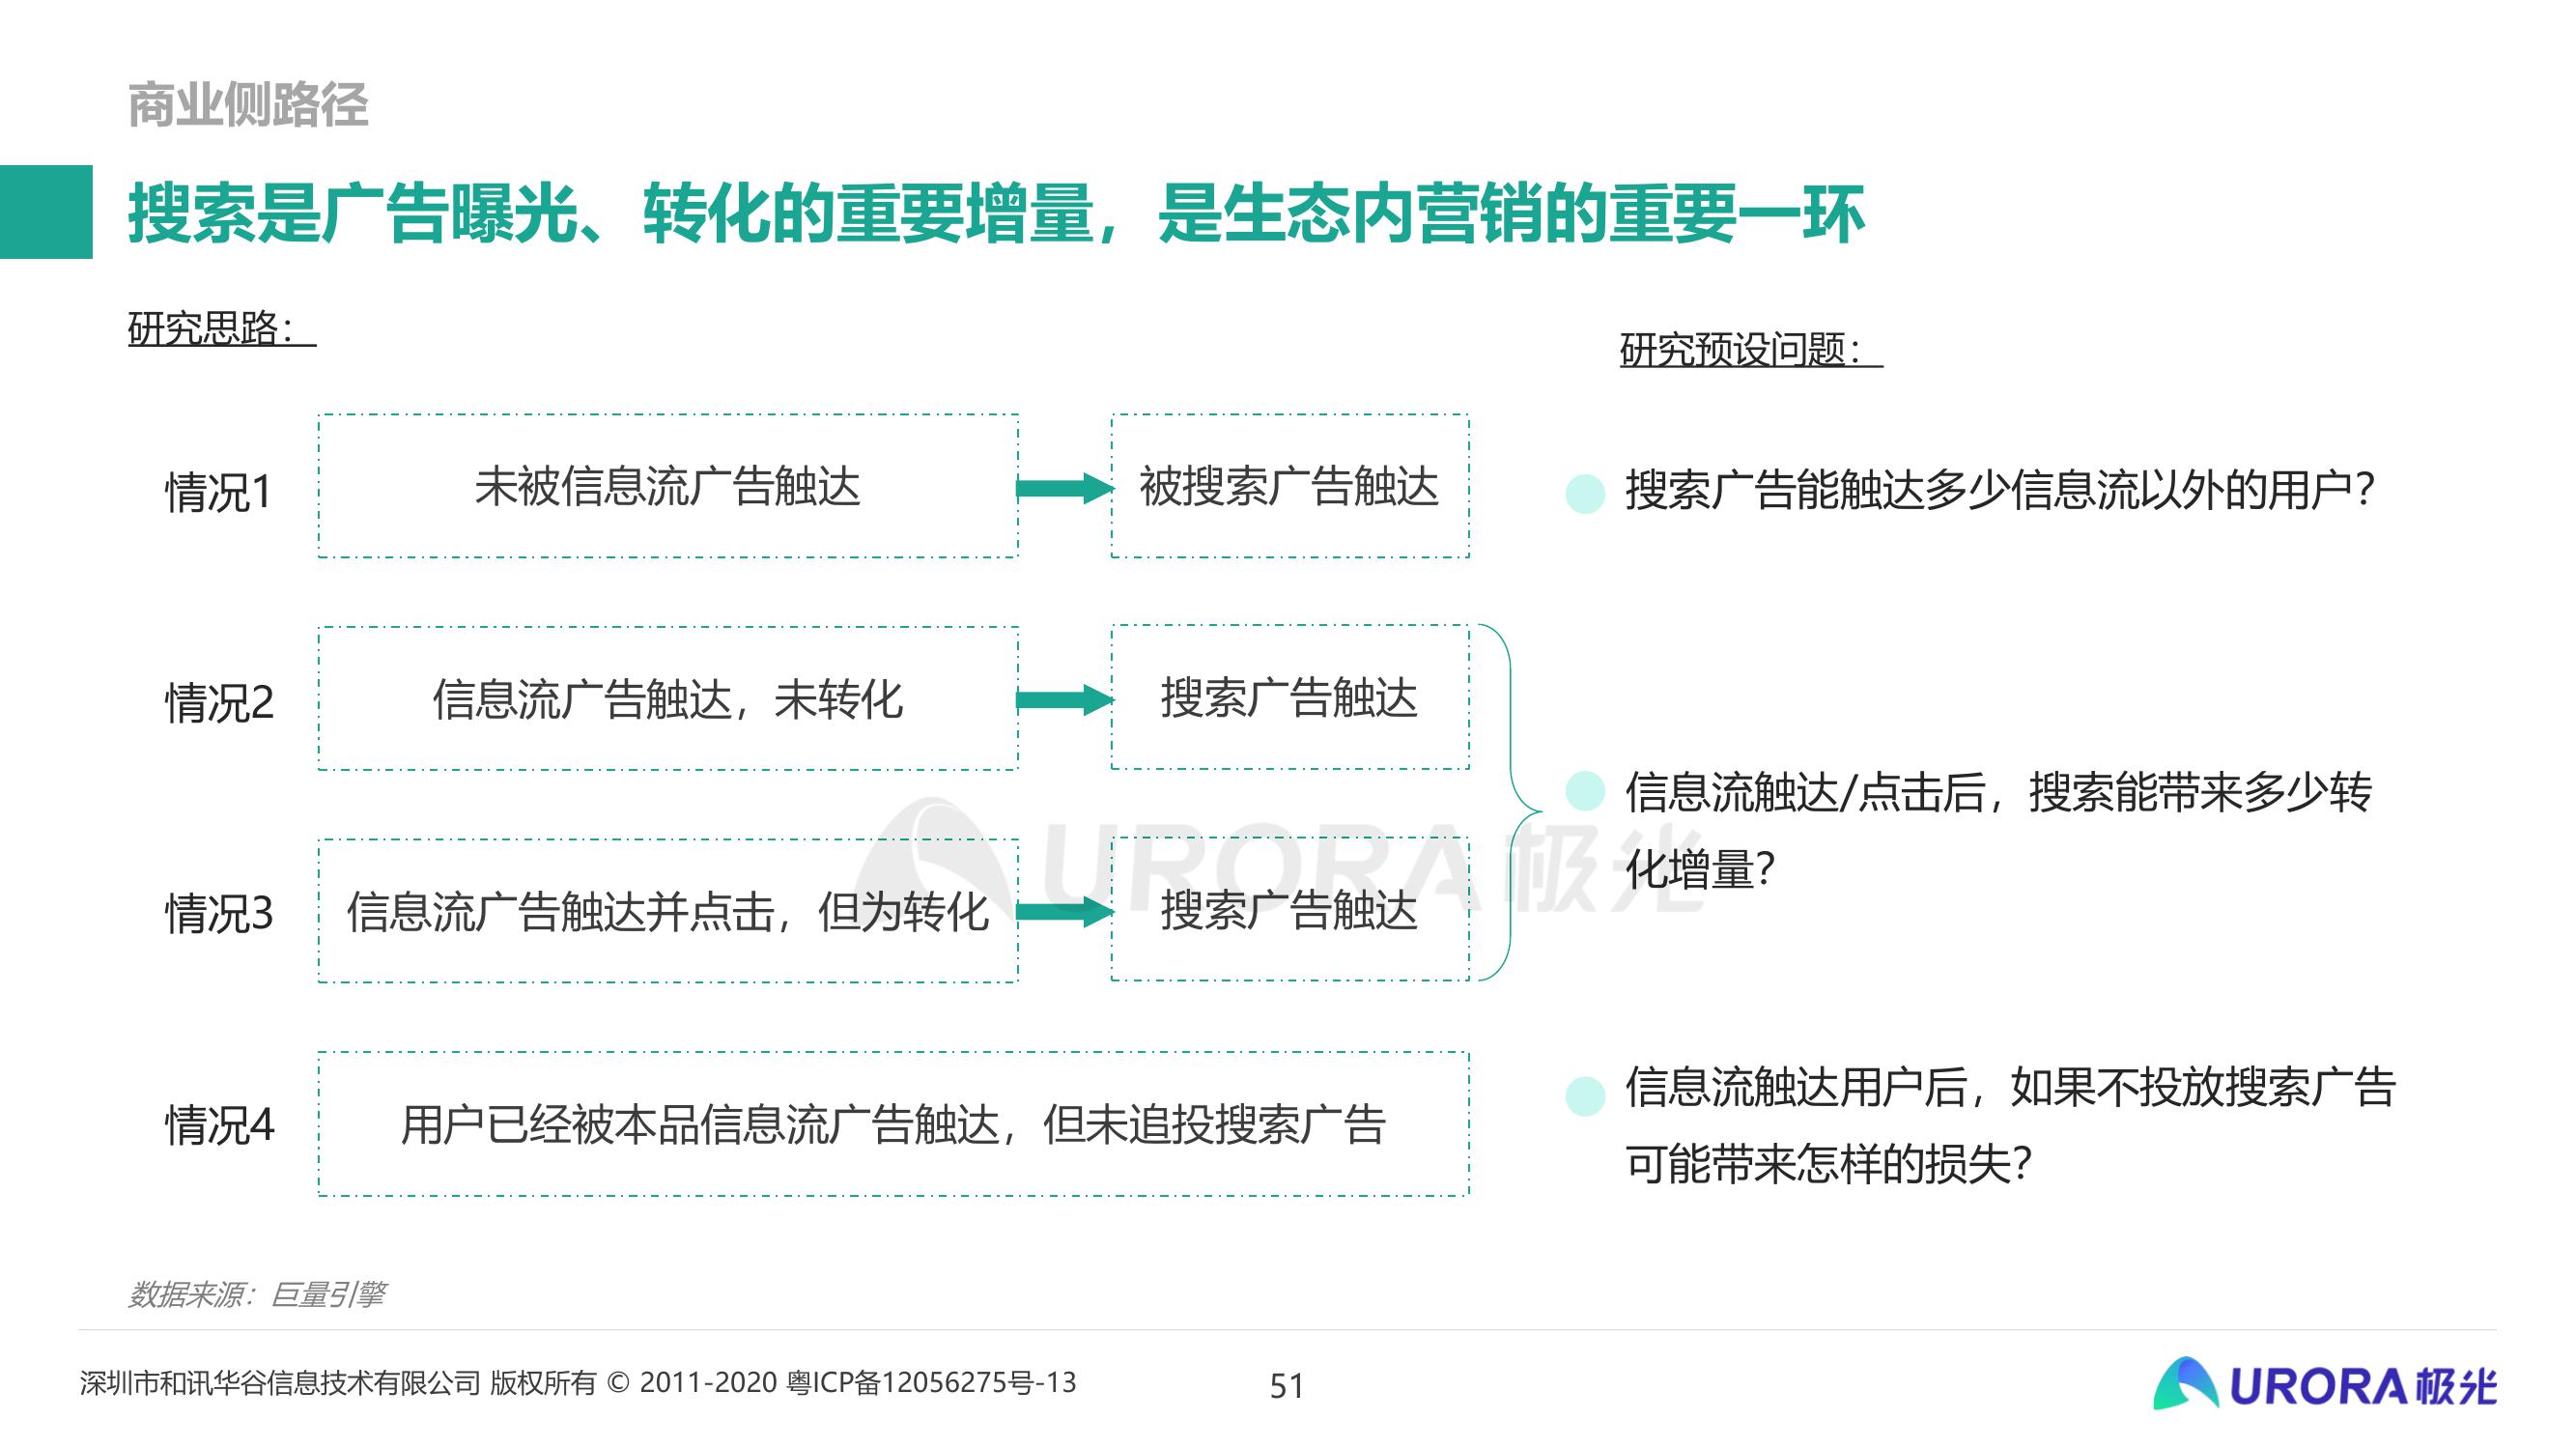 商业侧路径
搜索是广告曝光、转化的重要增量，是生态内营销的重要一环
研究思路：
研究预设问题：
情况1
未被信息流广告触达
被搜索广告触达
搜索广告能触达多少信息流以外的用户？
情况2
信息流广告触达，未转化
搜索广告触达
信息流触达/点击后，搜索能带来多少转
化增量？
情况3
信息流广告触达并点击，但为转化
搜索广告触达
URORA极光
情况4
用户已经被本品信息流广告触达，但未追投搜索广告
信息流触达用户后，如果不投放搜索广告
可能带来怎样的损失？
数据来源：巨量引擎
深圳市和讯华谷信息技术有限公司 版权所有 © 2011-2020 粤ICP备12056275号-13
51
URORA极光